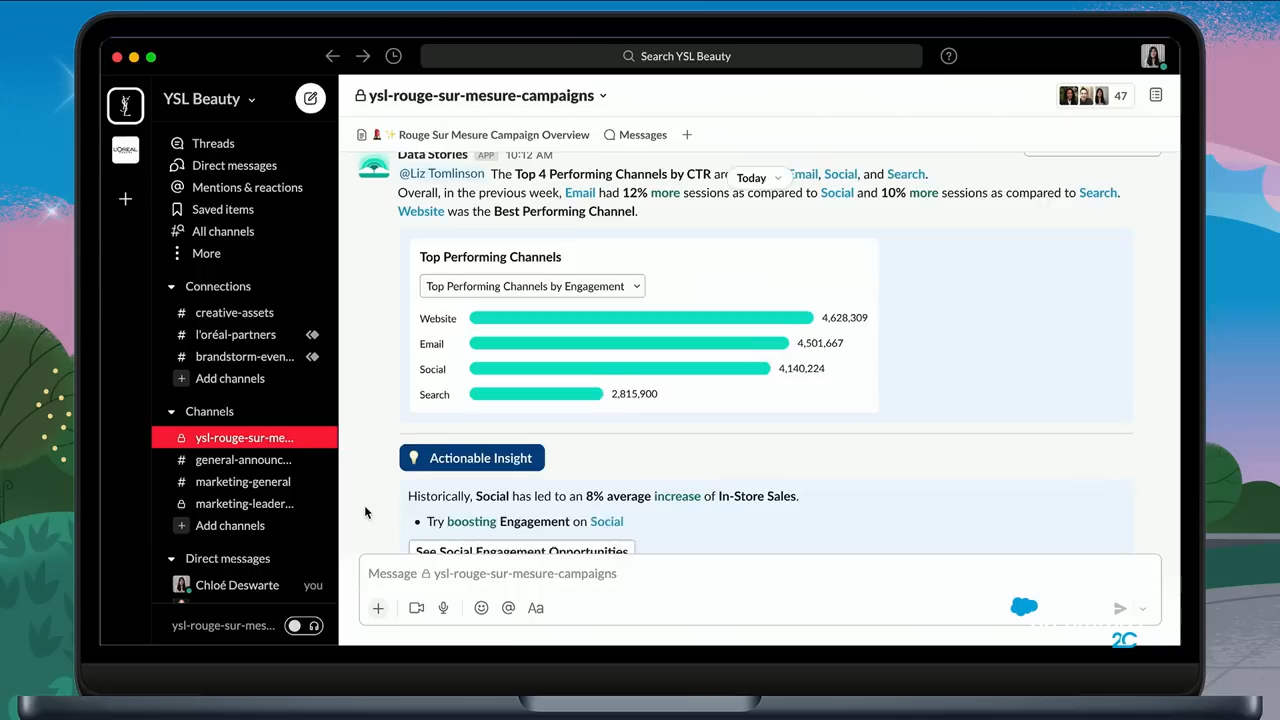 Search YSL Beauty
YSL Beauty
ysl-rouge-sur-mesure-campaigns
47
L'ORÉAL
Threads
Direct messages
Mentions & reactions
Saved items
All channels
More
Connections
# creative-assets
# l'oréal-partners
# brandstorm-even...
+ Add channels
Channels
ysl-rouge-sur-me...
# general-announc...
# marketing-general
marketing-leader...
+ Add channels
Direct messages
Chloé Deswarte you
ysl-rouge-sur-mes...
Rouge Sur Mesure Campaign Overview Messages +
Data Stories APP 10:12 AM
Today
@Liz Tomlinson The Top 4 Performing Channels by CTR are Email, Social, and Search.
Overall, in the previous week, Email had 12% more sessions as compared to Social and 10% more sessions as compared to Search.
Website was the Best Performing Channel.
Top Performing Channels
Top Performing Channels by Engagement
Website 4,628,309
Email 4,501,667
Social 4,140,224
Search 2,815,900
Actionable Insight
Historically, Social has led to an 8% average increase of In-Store Sales.
• Try boosting Engagement on Social
See Social Engagement Opportunities
Message ysl-rouge-sur-mesure-campaigns
Aa
2C